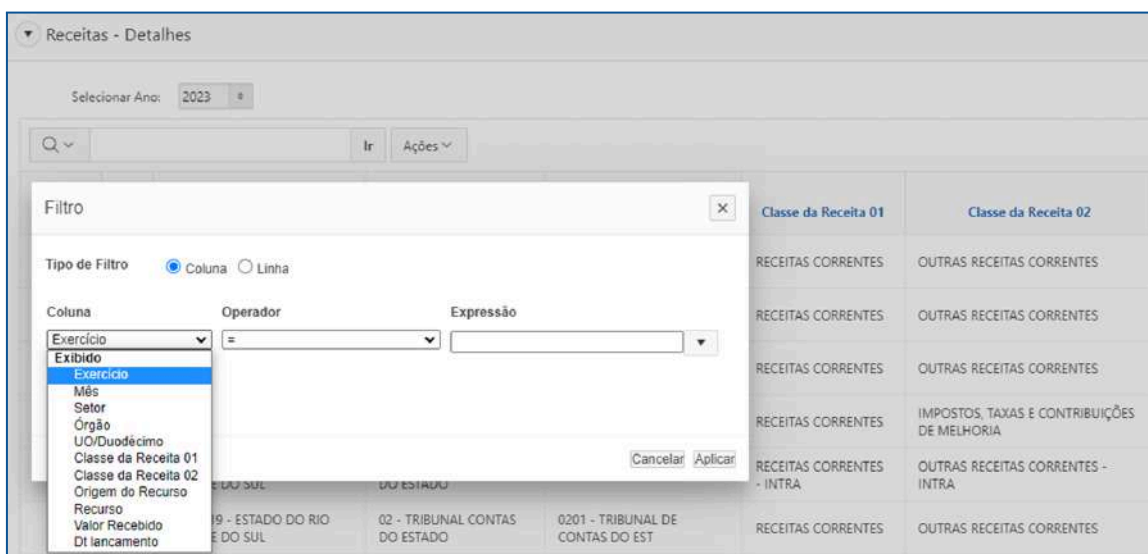 Receitas - Detalhes
Selecionar Ano: 2023
Ir Ações
Filtro
Tipo de Filtro Coluna Linha
Coluna Operador Expressão
Exercício =
Exibido
Exercício
Mês
Setor
Órgão
UO/Duodécimo
Classe da Receita 01
Classe da Receita 02
Origem do Recurso
Recurso
Valor Recebido
Dt lancamento
Cancelar Aplicar
Classe da Receita 01 Classe da Receita 02
RECEITAS CORRENTES OUTRAS RECEITAS CORRENTES
RECEITAS CORRENTES OUTRAS RECEITAS CORRENTES
RECEITAS CORRENTES OUTRAS RECEITAS CORRENTES
RECEITAS CORRENTES IMPOSTOS, TAXAS E CONTRIBUIÇÕES
DE MELHORIA
RECEITAS CORRENTES OUTRAS RECEITAS CORRENTES -
- INTRA INTRA
E DO SUL DO ESTADO
19 - ESTADO DO RIO 02 - TRIBUNAL CONTAS 0201 - TRIBUNAL DE RECEITAS CORRENTES OUTRAS RECEITAS CORRENTES
E DO SUL DO ESTADO CONTAS DO EST